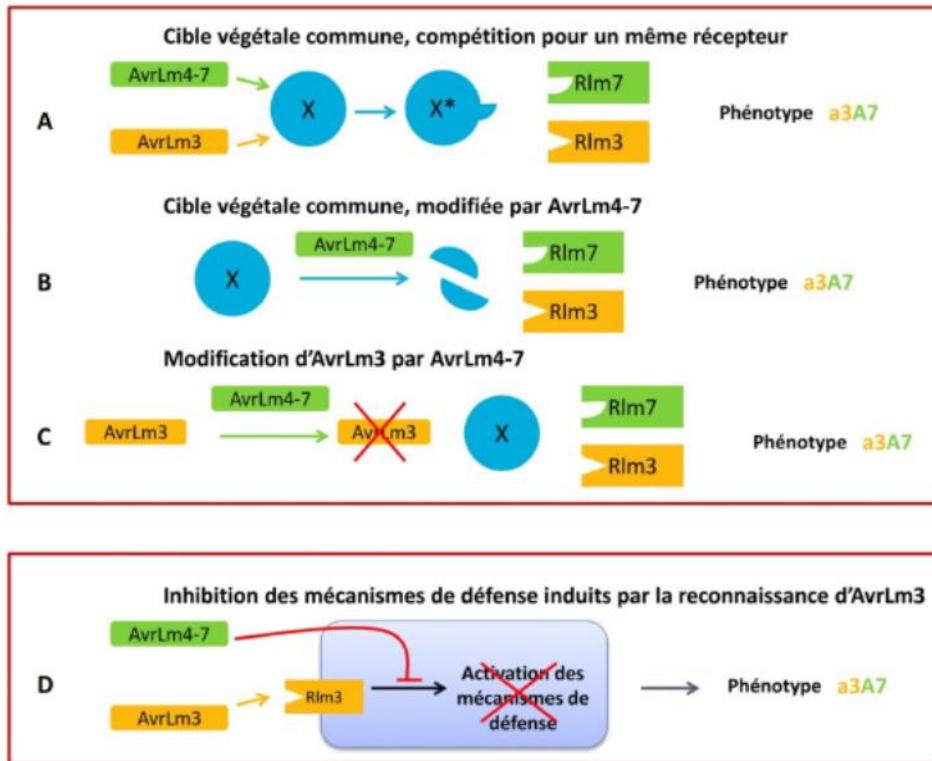 Cible végétale commune, compétition pour un même récepteur
AvrLm4-7
AvrLm3
A
X
X*
Rlm7
Rlm3
Phénotype a3A7
Cible végétale commune, modifiée par AvrLm4-7
B
X
AvrLm4-7
Rlm7
Rlm3
Phénotype a3A7
Modification d'AvrLm3 par AvrLm4-7
C
AvrLm3
AvrLm4-7
AvrLm3
X
Rlm7
Rlm3
Phénotype a3A7
Inhibition des mécanismes de défense induits par la reconnaissance d'AvrLm3
AvrLm4-7
D
AvrLm3
Rlm3
Activation des
mécanismes de
défense
Phénotype a3A7